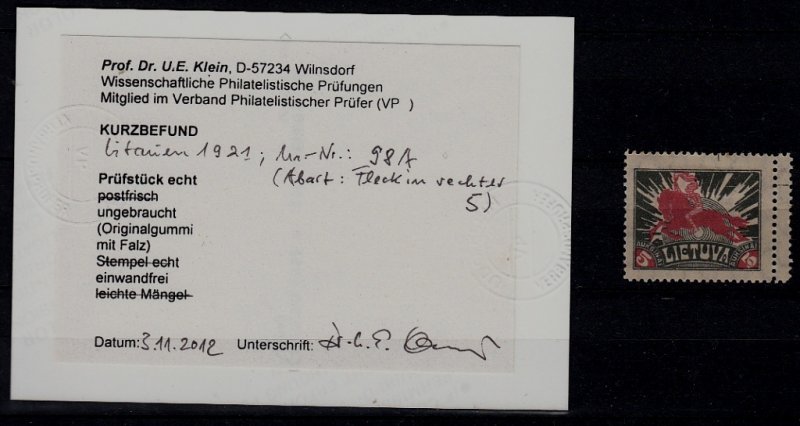 Prof. Dr. U.E. Klein, D-57234 Wilnsdorf
Wissenschaftliche Philatelistische Prüfungen
Mitglied im Verband Philatelistischer Prüfer (VP )
KURZBEFUND
Litauen 1921; Mi-Nr.: 98A
Prüfstück echt (Abart: Fleck im rechter
postfrisch 5)
ungebraucht
(Originalgummi
mit Falz)
Stempel echt
einwandfrei
leichte Mängel
Datum: 3.11.2012 Unterschrift:
LIETUVA
5 5